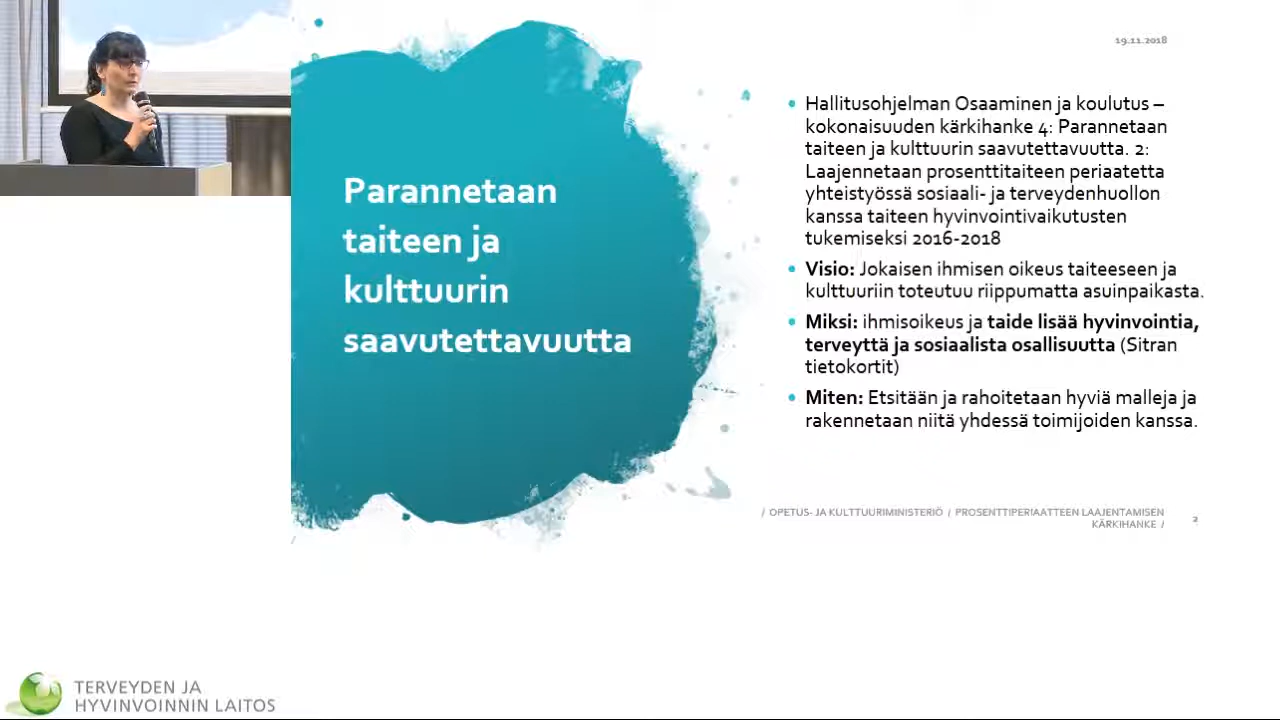 19.11.2018
Parannetaan
taiteen ja
kulttuurin
saavutettavuutta
• Hallitusohjelman Osaaminen ja koulutus –
kokonaisuuden kärkihanke 4: Parannetaan
taiteen ja kulttuurin saavutettavuutta. 2:
Laajennetaan prosenttitaiteen periaatetta
yhteistyössä sosiaali- ja terveydenhuollon
kanssa taiteen hyvinvointivaikutusten
tukemiseksi 2016-2018
• Visio: Jokaisen ihmisen oikeus taiteeseen ja
kulttuuriin toteutuu riippumatta asuinpaikasta.
• Miksi: ihmisoikeus ja taide lisää hyvinvointia,
terveyttä ja sosiaalista osallisuutta (Sitran
tietokortit)
• Miten: Etsitään ja rahoitetaan hyviä malleja ja
rakennetaan niitä yhdessä toimijoiden kanssa.
/ OPETUS- JA KULTTUURIMINISTERIÖ / PROSENTTIPERIAATTEEN LAAJENTAMISEN
KÄRKIHANKE /
2
/
TERVEYDEN JA
HYVINVOINNIN LAITOS